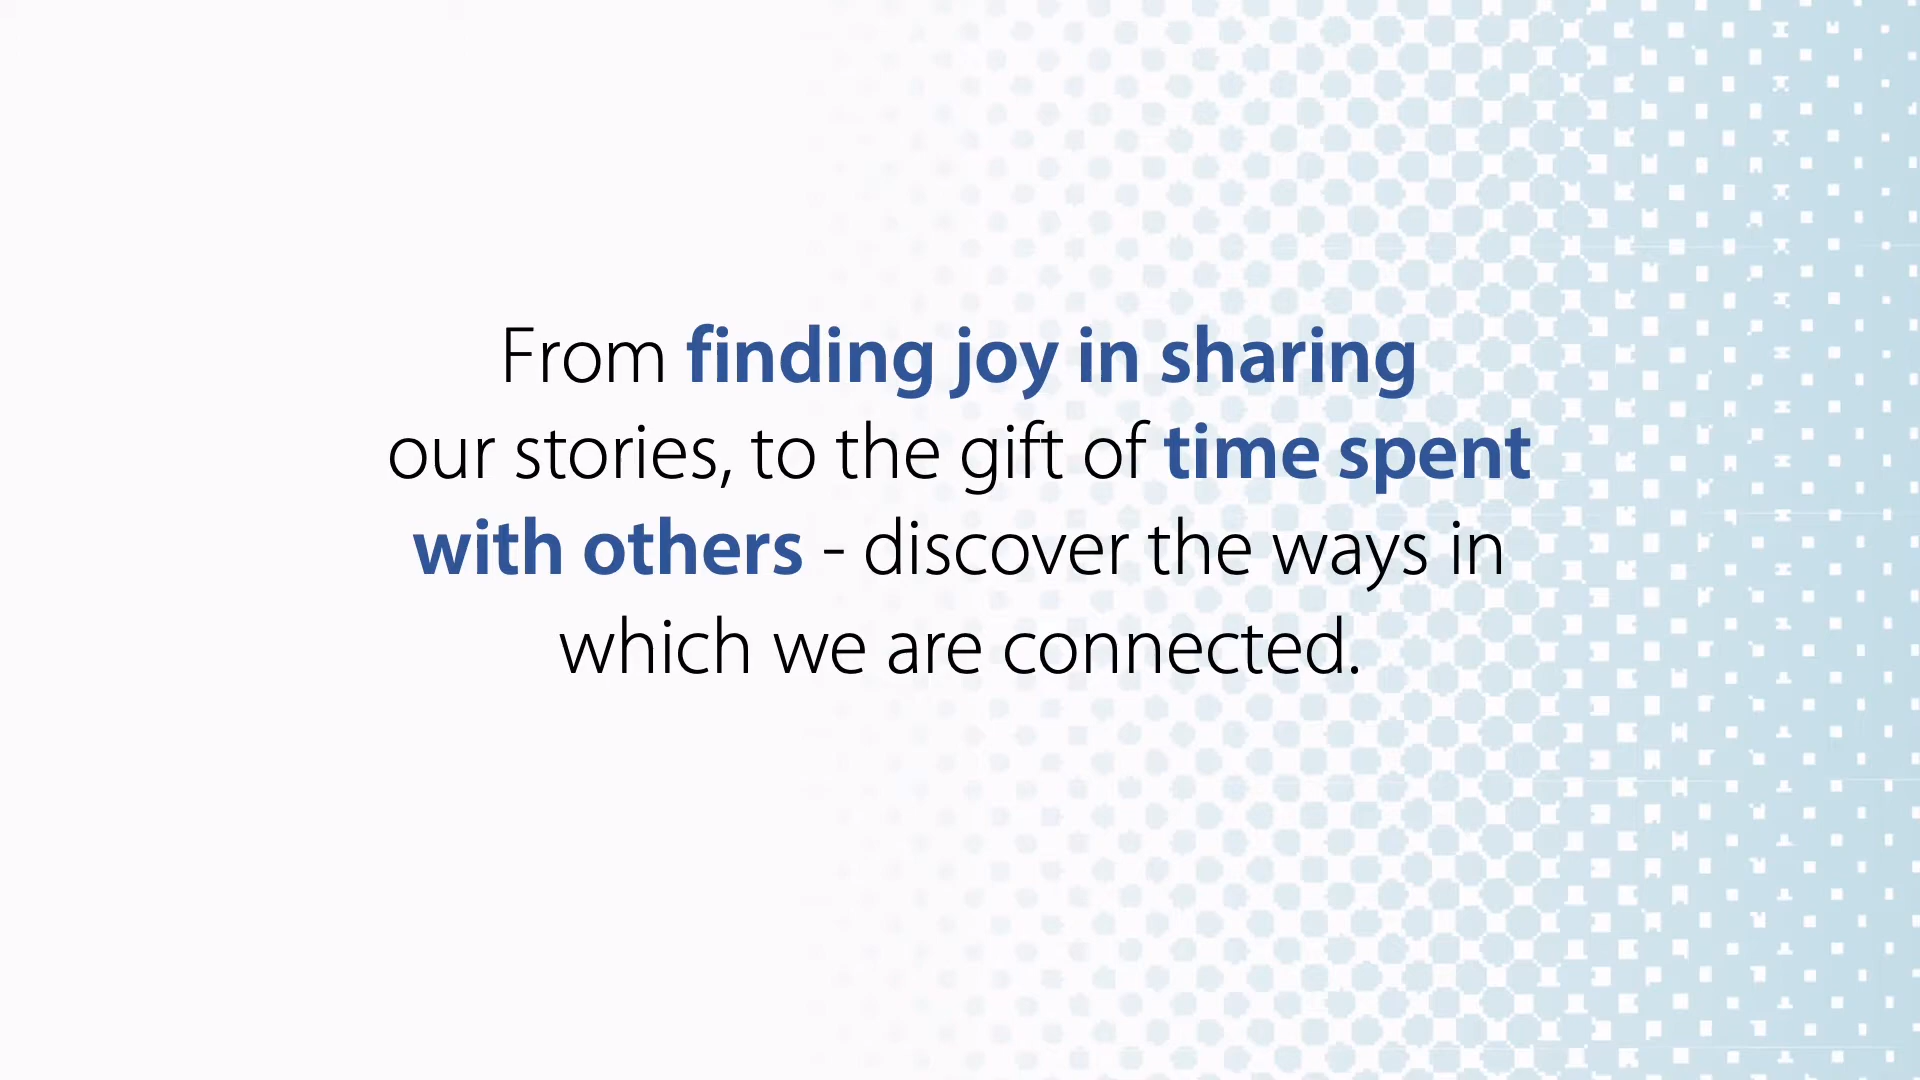 From finding joy in sharing
our stories, to the gift of time spent
with others - discover the ways in
which we are connected.